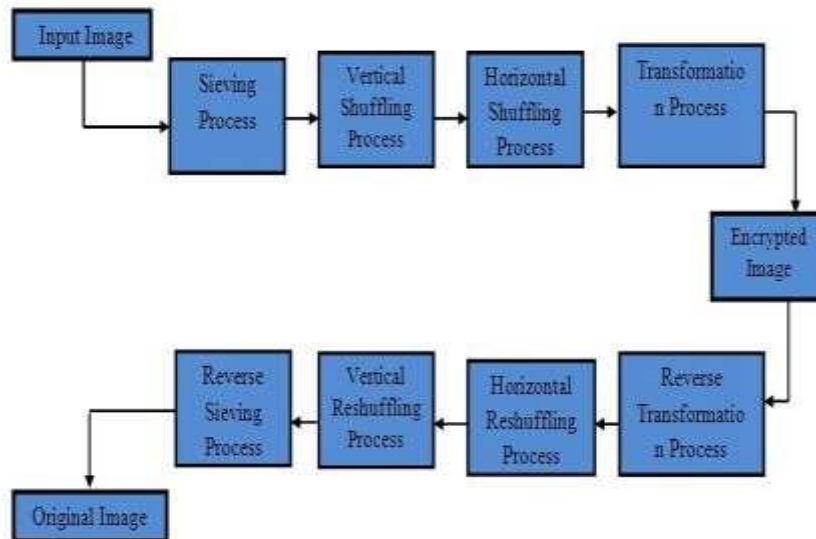 Input Image
Sieving
Process
Vertical
Shuffling
Process
Horizontal
Shuffling
Process
Transformatio
n Process
Encrypted
Image
Reverse
Transformatio
n Process
Horizontal
Reshuffling
Process
Vertical
Reshuffling
Process
Reverse
Sieving
Process
Original Image